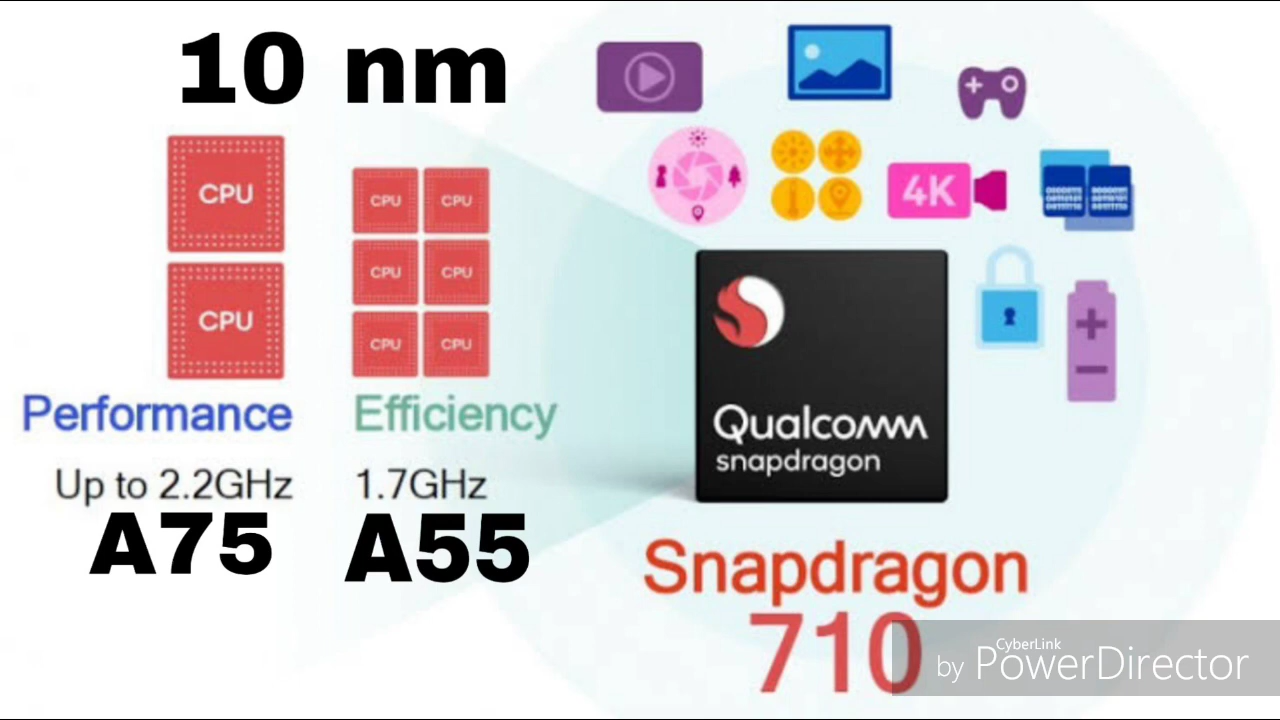 10 nm
CPU
CPU
CPU CPU
CPU CPU
CPU CPU
Performance
Efficiency
Up to 2.2GHz
1.7GHz
A75
A55
4K
Qualcomm
snapdragon
Snapdragon
710
CyberLink
by PowerDirector